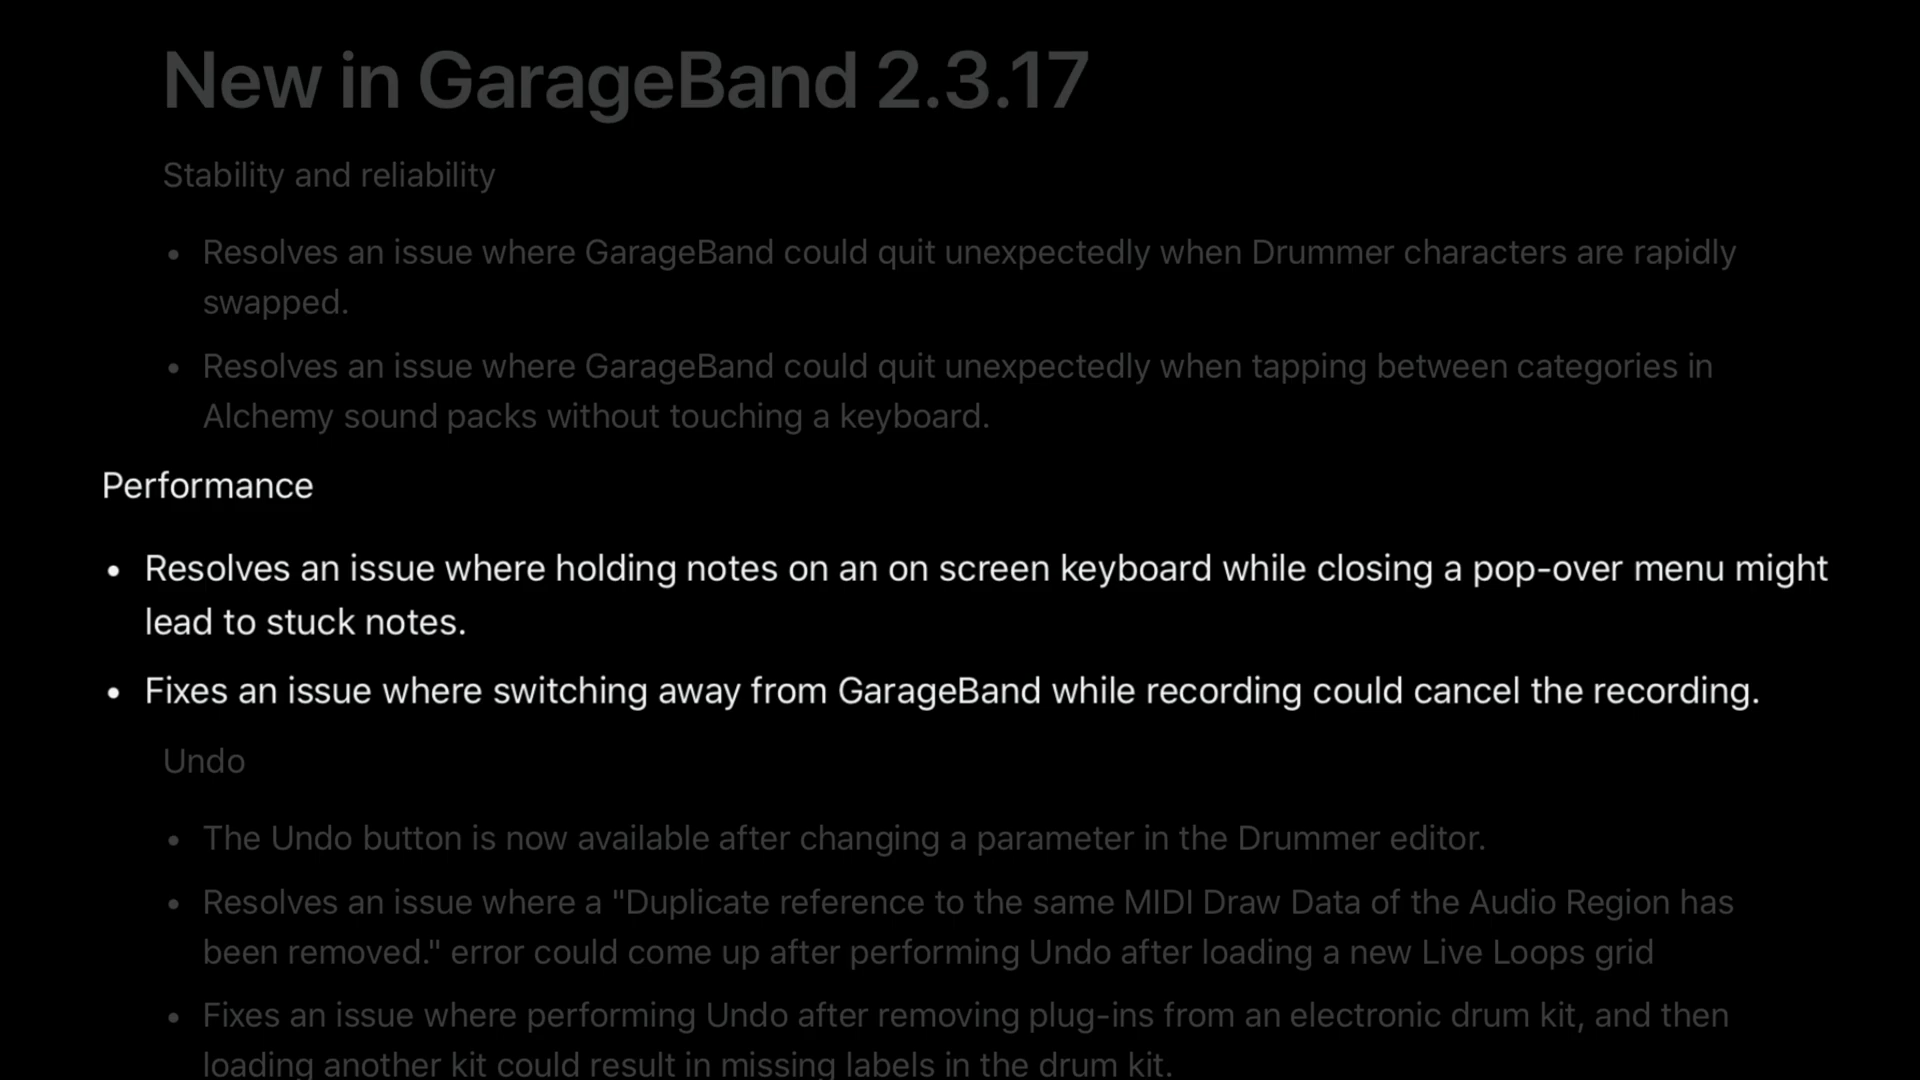 New in GarageBand 2.3.17
Stability and reliability
• Resolves an issue where GarageBand could quit unexpectedly when Drummer characters are rapidly
swapped.
• Resolves an issue where GarageBand could quit unexpectedly when tapping between categories in
Alchemy sound packs without touching a keyboard.
Performance
• Resolves an issue where holding notes on an on screen keyboard while closing a pop-over menu might
lead to stuck notes.
• Fixes an issue where switching away from GarageBand while recording could cancel the recording.
Undo
• The Undo button is now available after changing a parameter in the Drummer editor.
• Resolves an issue where a "Duplicate reference to the same MIDI Draw Data of the Audio Region has
been removed." error could come up after performing Undo after loading a new Live Loops grid
• Fixes an issue where performing Undo after removing plug-ins from an electronic drum kit, and then
loading another kit could result in missing labels in the drum kit.